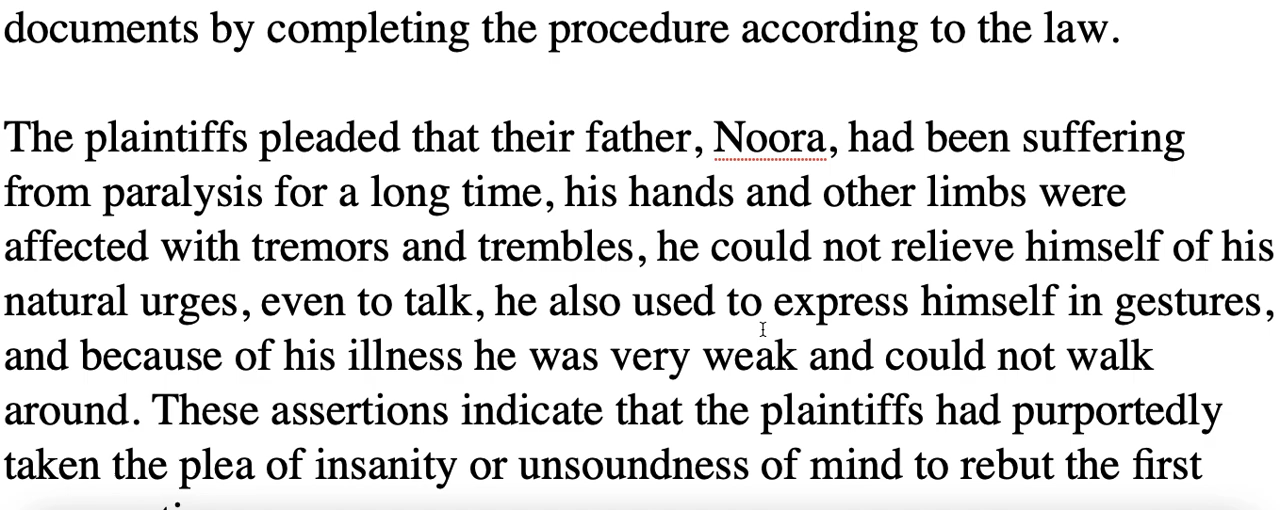 documents by completing the procedure according to the law.
The plaintiffs pleaded that their father, Noora, had been suffering
from paralysis for a long time, his hands and other limbs were
affected with tremors and trembles, he could not relieve himself of his
natural urges, even to talk, he also used to express himself in gestures,
and because of his illness he was very weak and could not walk
around. These assertions indicate that the plaintiffs had purportedly
taken the plea of insanity or unsoundness of mind to rebut the first